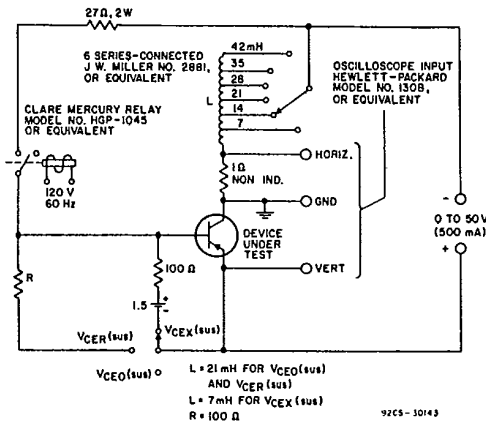 27Ω, 2W
6 SERIES-CONNECTED
J.W. MILLER NO. 2881,
OR EQUIVALENT
42mH
35
28
21
14
7
L
OSCILLOSCOPE INPUT
HEWLETT-PACKARD
MODEL NO. 130B,
OR EQUIVALENT
CLARE MERCURY RELAY
MODEL NO. HGP-1045
OR EQUIVALENT
120 V
60 Hz
HORIZ.
1Ω
NON IND.
GND
-
0 TO 50V
(500 mA)
+
DEVICE
UNDER
TEST
VERT
R
100 Ω
1.5
+
-
VCER(sus)
VCEX(sus)
VCEO(sus)
L = 21 mH FOR VCEO(sus)
AND VCER(sus)
L = 7mH FOR VCEX(sus)
R = 100 Ω
92CS-30143